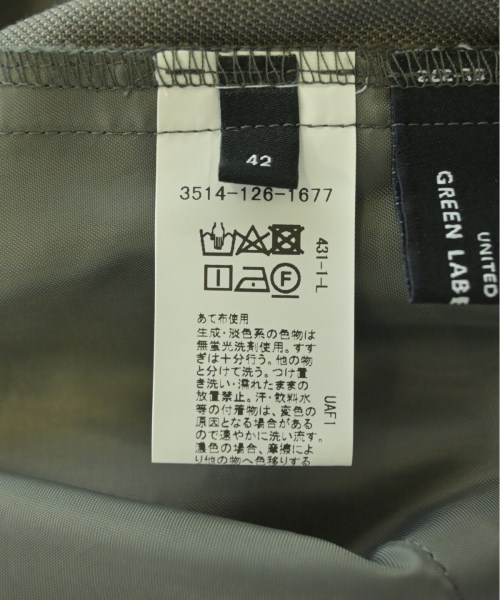 42
3514-126-1677
431-1-L
F
あて布使用
生成・淡色系の色物は
無蛍光洗剤使用。すす
ぎは十分行う。他の物
と分けて洗う。つけ置
き洗い・濡れたままの
放置禁止。汗・飲料水
等の付着物は、変色の
原因となる場合がある
ので速やかに洗い流す。
濃色の場合、摩擦によ
り他の物へ色移りする
UAF1
UNITED
GREEN LABE